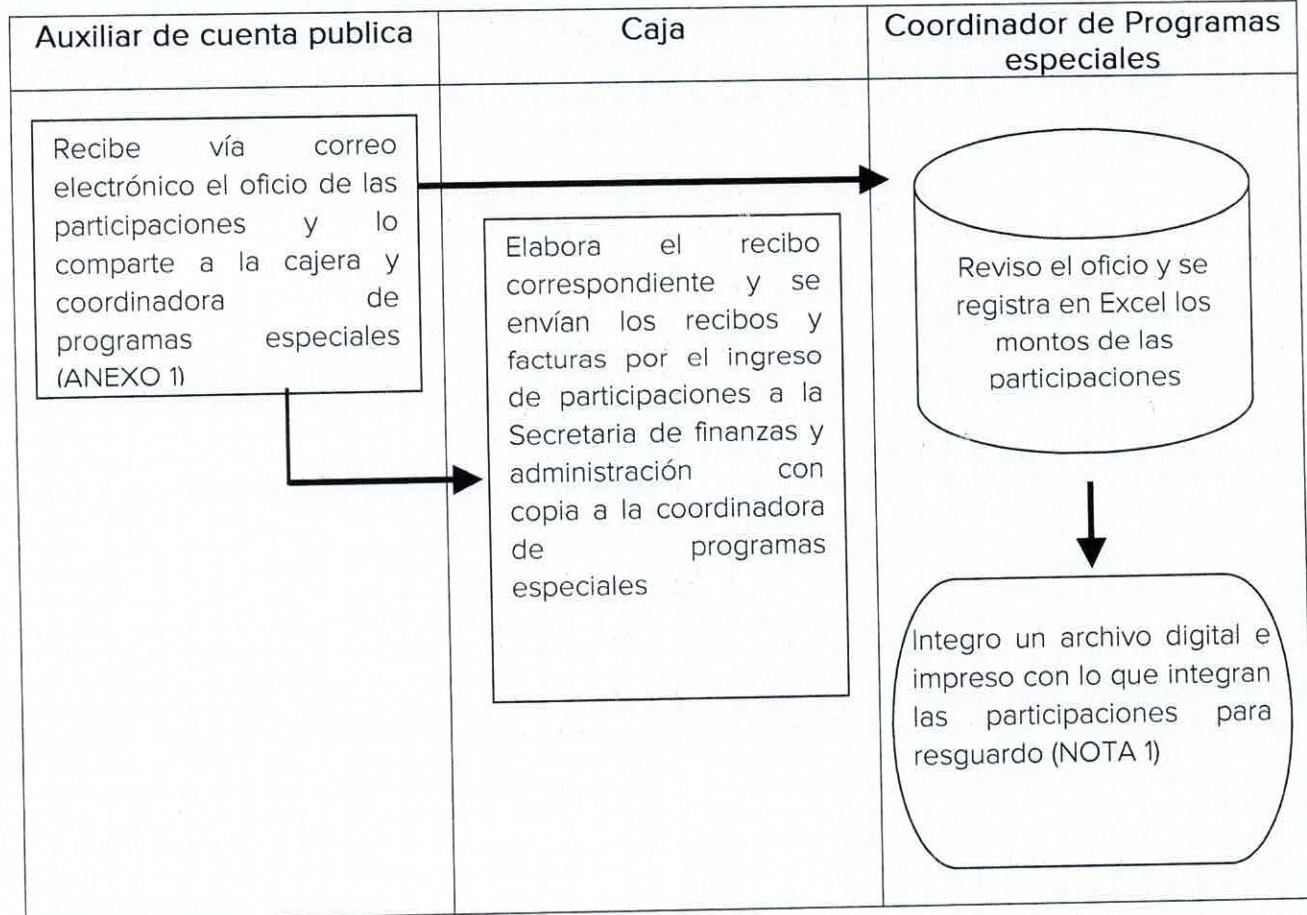 Auxiliar de cuenta publica
Caja
Coordinador de Programas
especiales
Recibe vía correo
electrónico el oficio de las
participaciones y lo
comparte a la cajera y
coordinadora de
programas especiales
(ANEXO 1)
Elabora el recibo
correspondiente y se
envían los recibos y
facturas por el ingreso
de participaciones a la
Secretaria de finanzas y
administración con
copia a la coordinadora
de programas
especiales
Reviso el oficio y se
registra en Excel los
montos de las
participaciones
Integro un archivo digital e
impreso con lo que integran
las participaciones para
resguardo (NOTA 1)